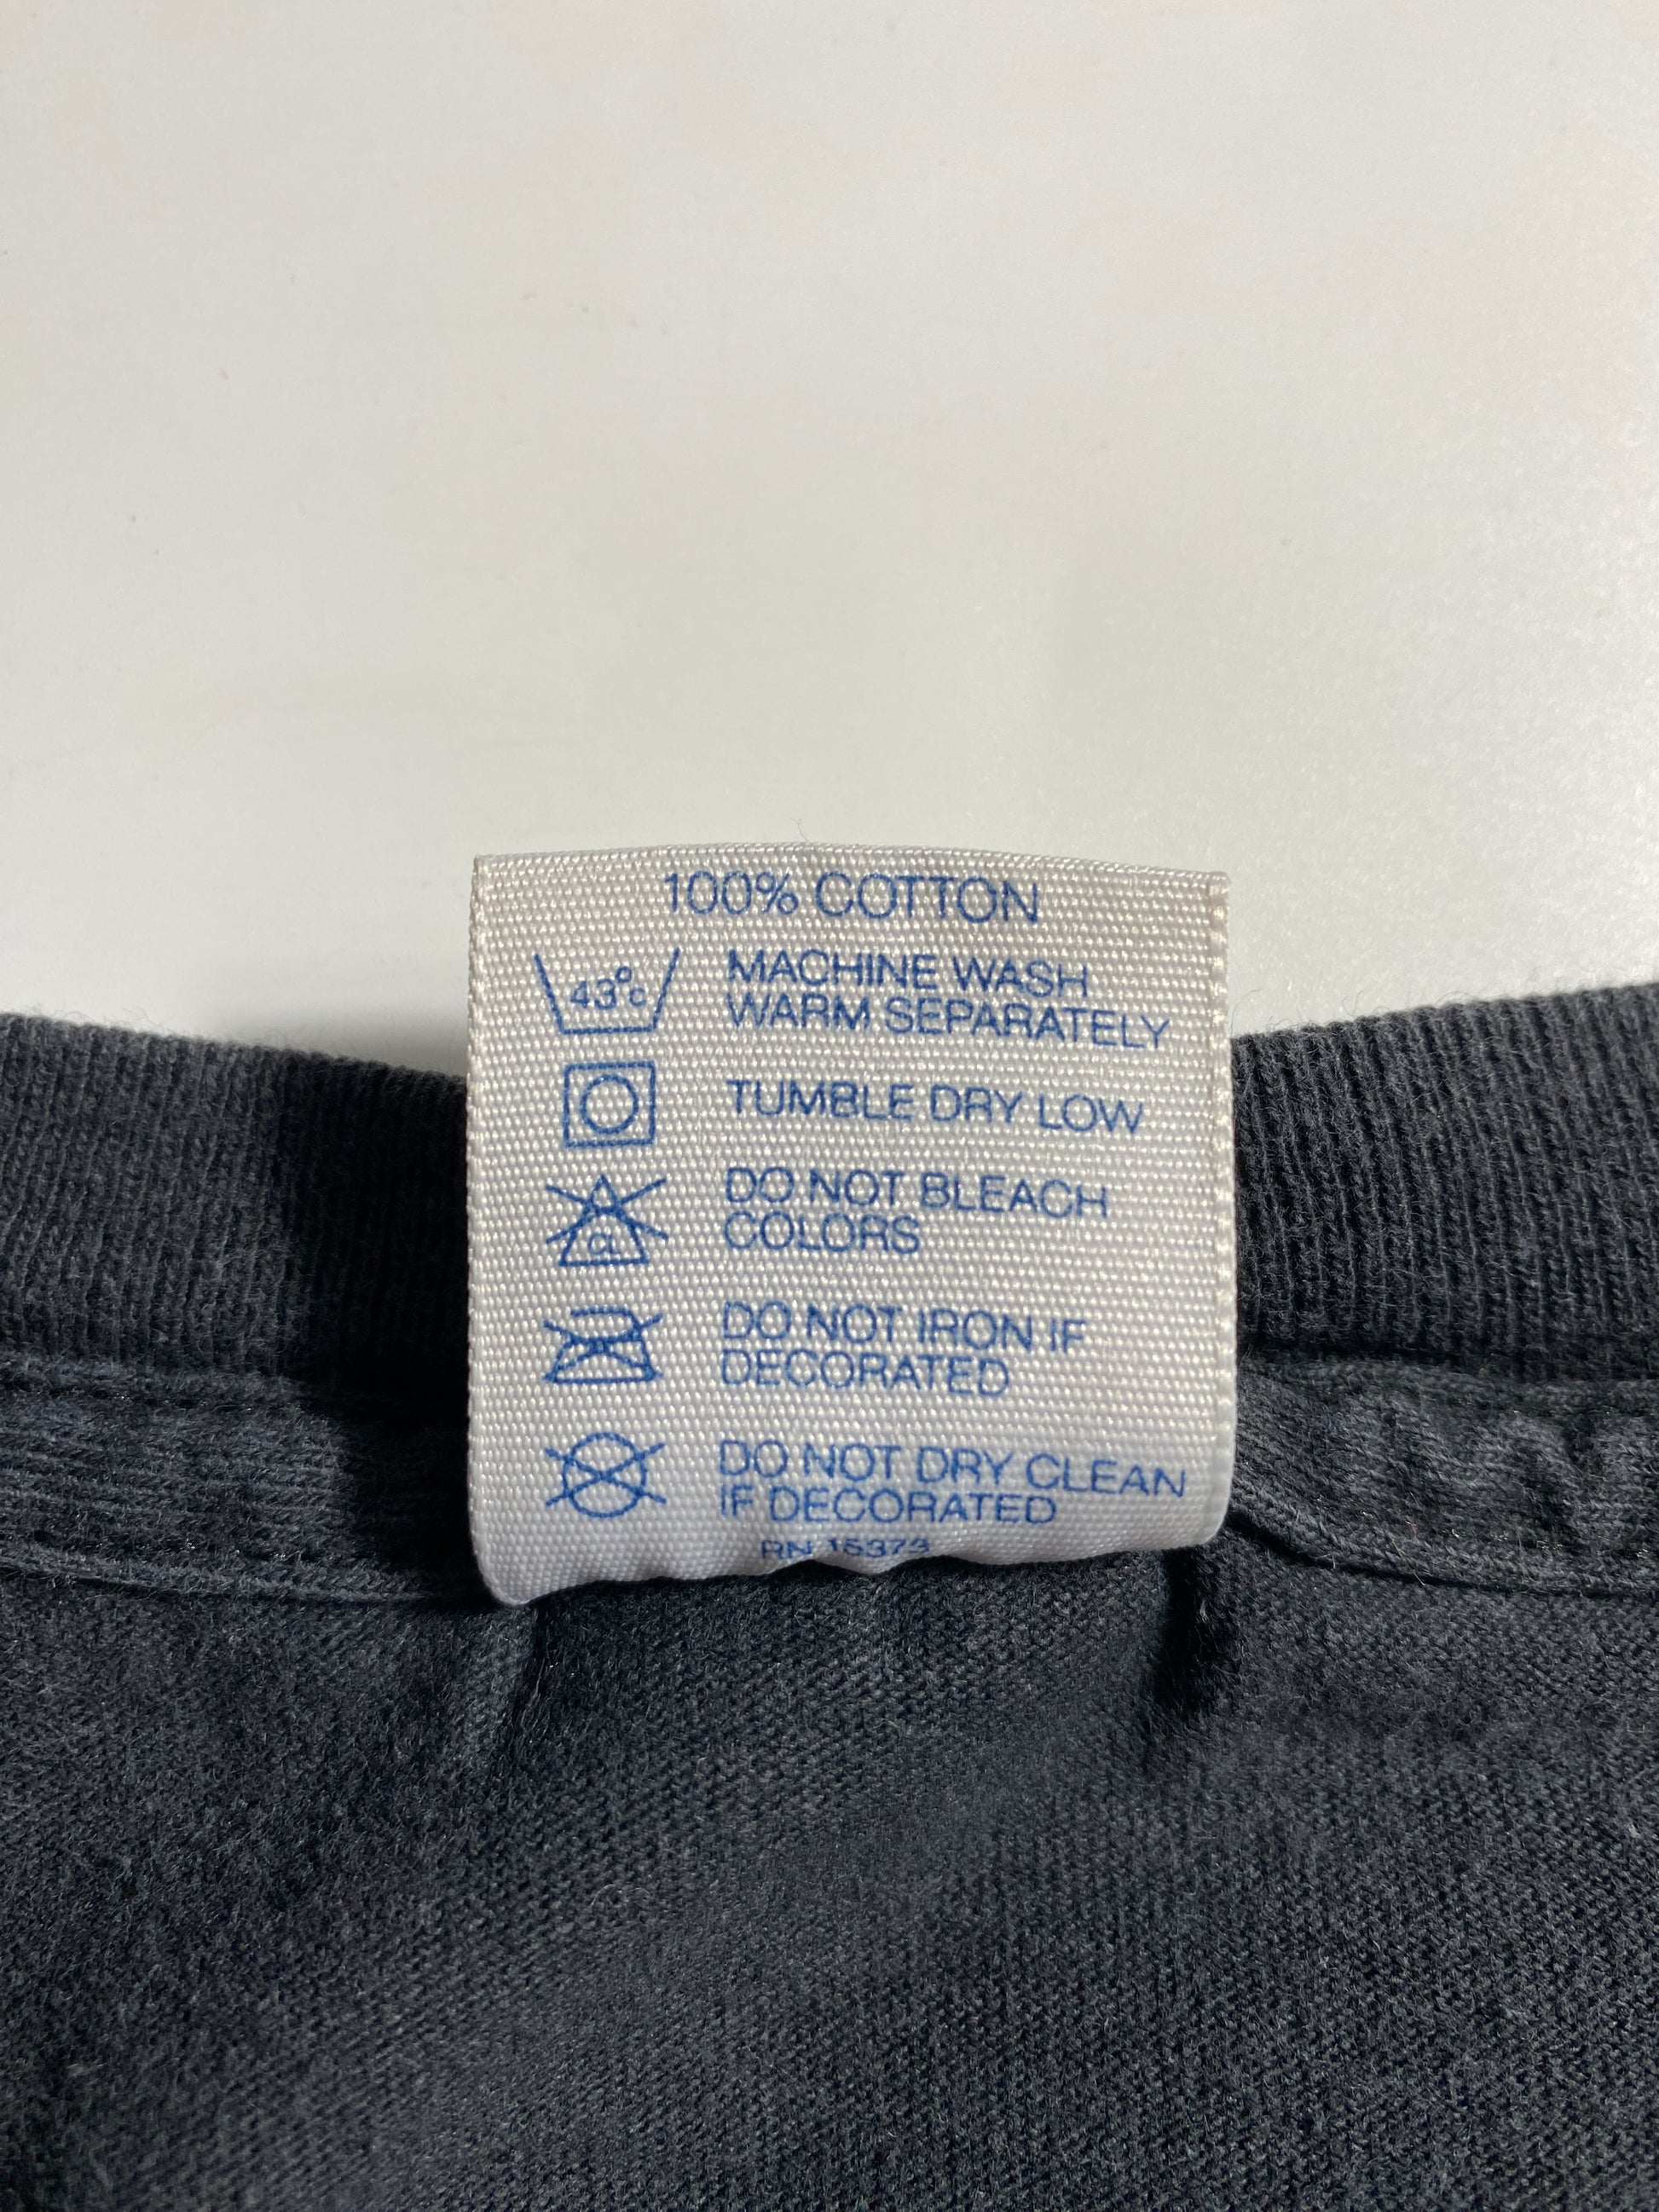 100% COTTON
43°C
MACHINE WASH
WARM SEPARATELY
TUMBLE DRY LOW
CL
DO NOT BLEACH
COLORS
DO NOT IRON IF
DECORATED
DO NOT DRY CLEAN
IF DECORATED
RN 15373